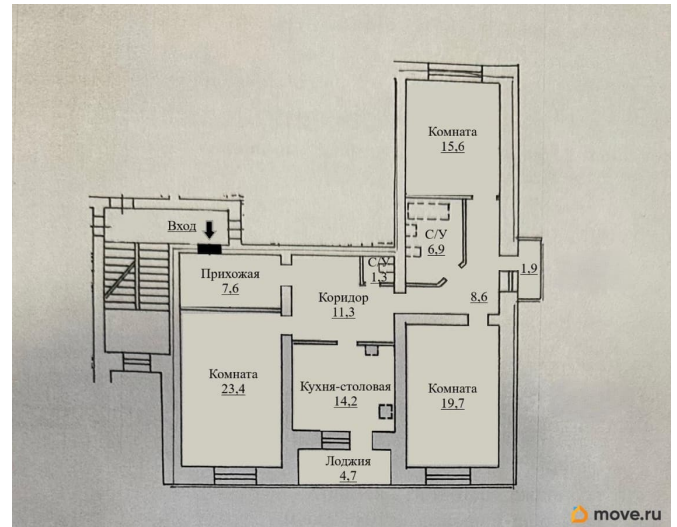 Комната
15,6
Вход
С/У
6,9
С/У
1,3
1,9
Прихожая
7,6
Коридор
11,3
8,6
Комната
23,4
Кухня-столовая
14,2
Комната
19,7
Лоджия
4,7
move.ru